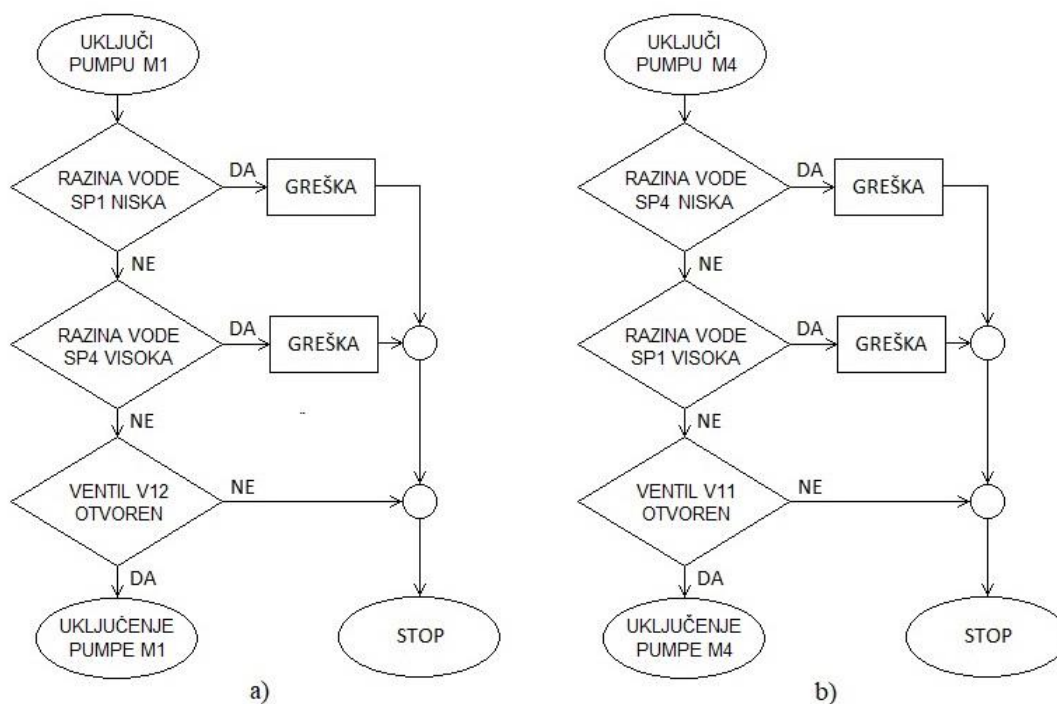 UKLJUČI
PUMPU M1
RAZINA VODE
SP1 NISKA
DA
GREŠKA
NE
RAZINA VODE
SP4 VISOKA
DA
GREŠKA
NE
VENTIL V12
OTVOREN
NE
DA
UKLJUČENJE
PUMPE M1
STOP
a)
UKLJUČI
PUMPU M4
RAZINA VODE
SP4 NISKA
DA
GREŠKA
NE
RAZINA VODE
SP1 VISOKA
DA
GREŠKA
NE
VENTIL V11
OTVOREN
NE
DA
UKLJUČENJE
PUMPE M4
STOP
b)